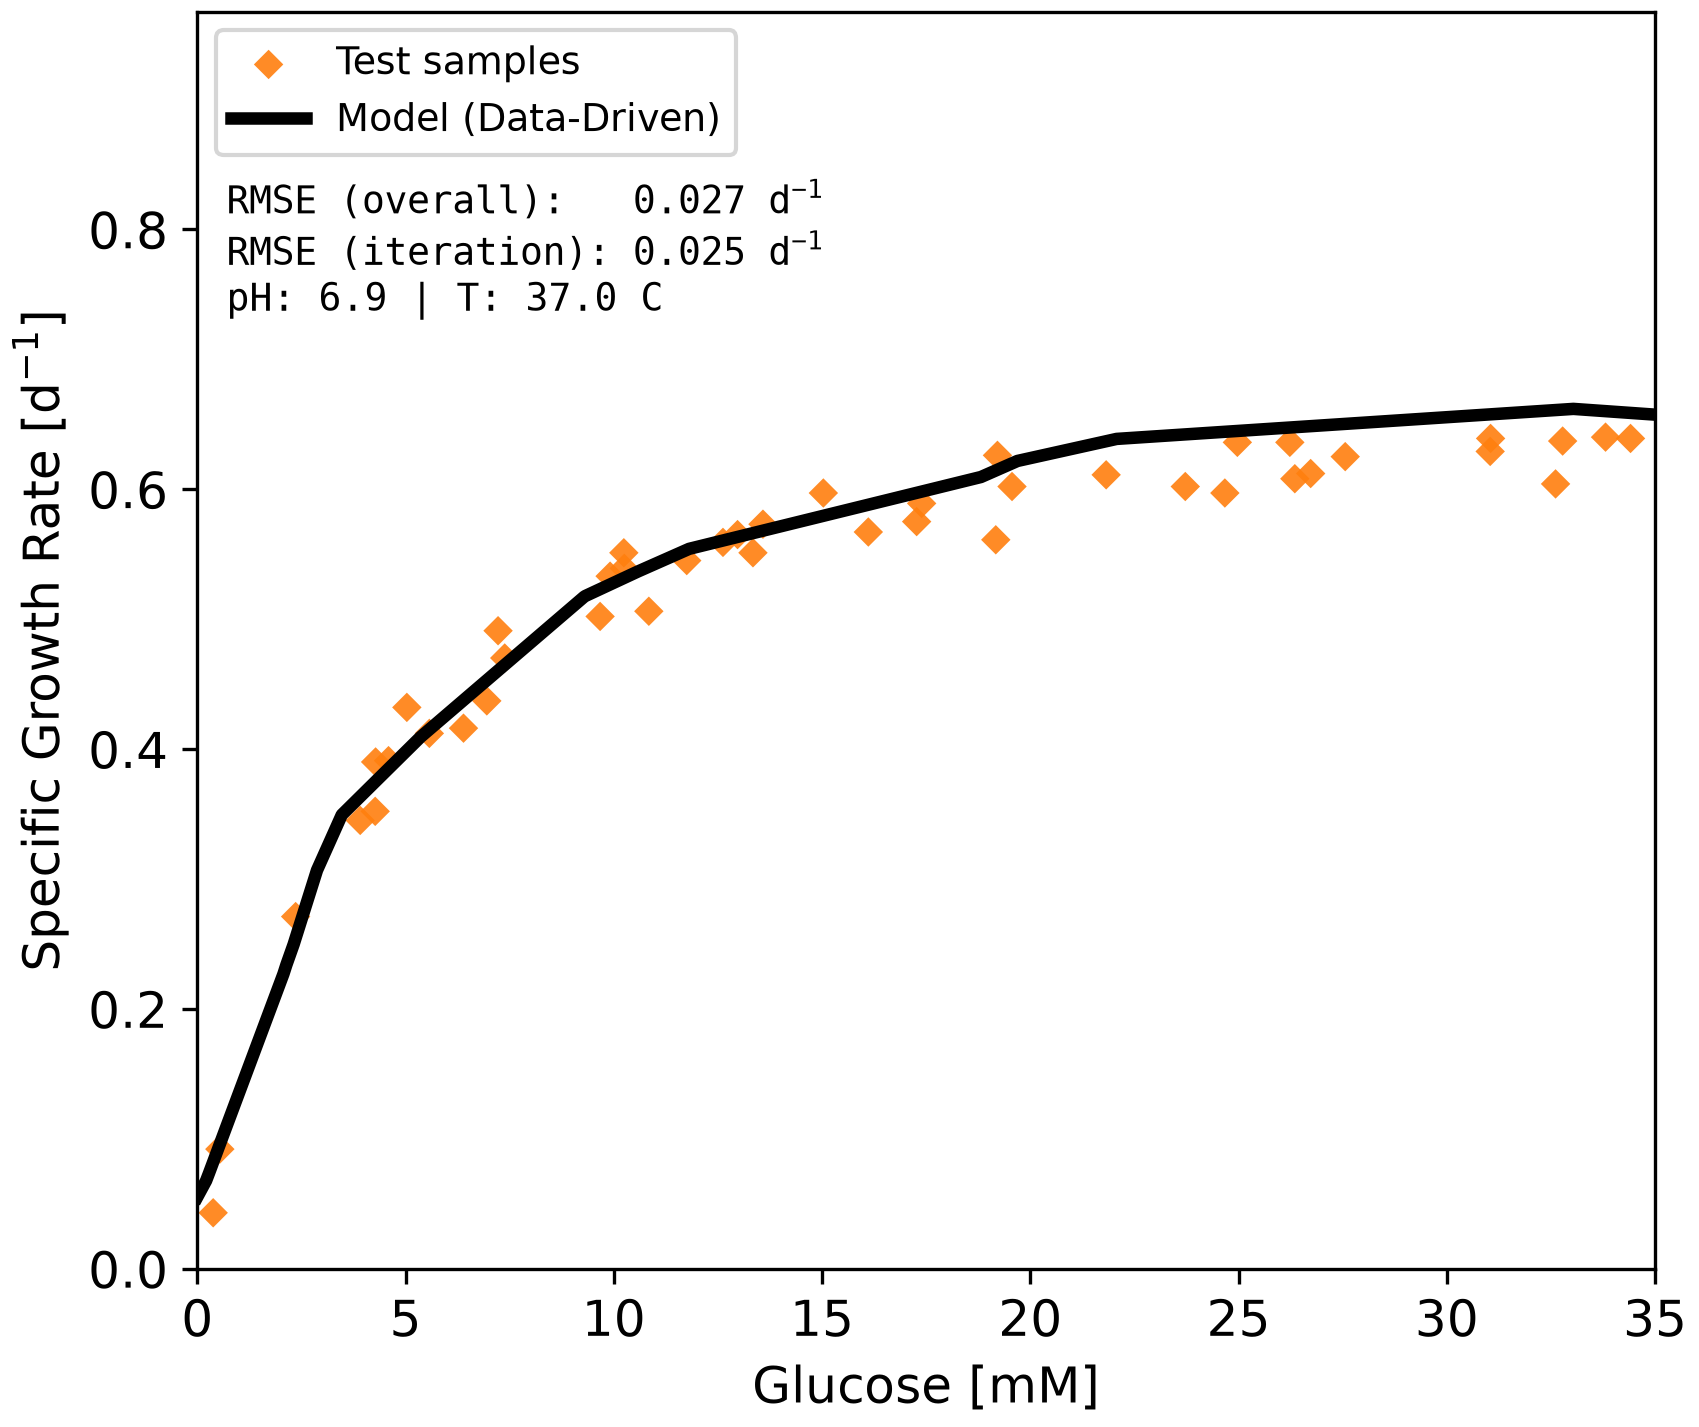 Test samples
Model (Data-Driven)
RMSE (overall):   0.027 d⁻¹
RMSE (iteration): 0.025 d⁻¹
pH: 6.9 | T: 37.0 C
Specific Growth Rate [d⁻¹]
0.8
0.6
0.4
0.2
0.0
0 5 10 15 20 25 30 35
Glucose [mM]